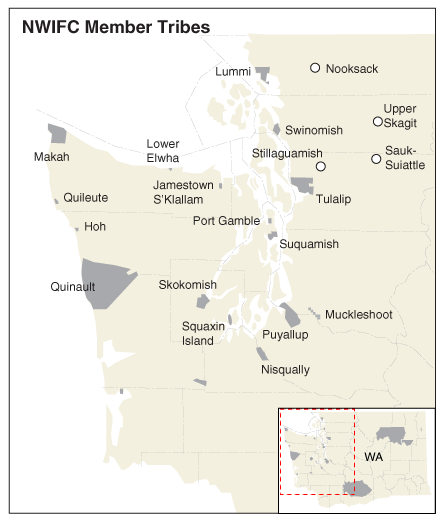 NWIFC Member Tribes
Lummi
Nooksack
Upper
Skagit
Swinomish
Makah
Lower
Elwha
Stillaguamish
Sauk-
Suiattle
Jamestown
S'Klallam
Quileute
Tulalip
Port Gamble
Hoh
Suquamish
Quinault
Skokomish
Muckleshoot
Squaxin
Island
Puyallup
Nisqually
WA